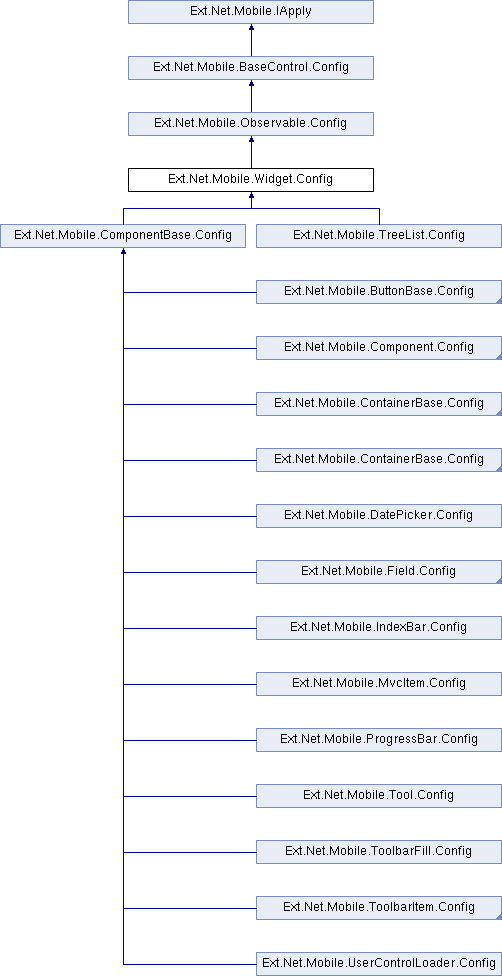 Ext.Net.Mobile.IApply
Ext.Net.Mobile.BaseControl.Config
Ext.Net.Mobile.Observable.Config
Ext.Net.Mobile.Widget.Config
Ext.Net.Mobile.ComponentBase.Config
Ext.Net.Mobile.TreeList.Config
Ext.Net.Mobile.ButtonBase.Config
Ext.Net.Mobile.Component.Config
Ext.Net.Mobile.ContainerBase.Config
Ext.Net.Mobile.ContainerBase.Config
Ext.Net.Mobile.DatePicker.Config
Ext.Net.Mobile.Field.Config
Ext.Net.Mobile.IndexBar.Config
Ext.Net.Mobile.MvcItem.Config
Ext.Net.Mobile.ProgressBar.Config
Ext.Net.Mobile.Tool.Config
Ext.Net.Mobile.ToolbarFill.Config
Ext.Net.Mobile.ToolbarItem.Config
Ext.Net.Mobile.UserControlLoader.Config